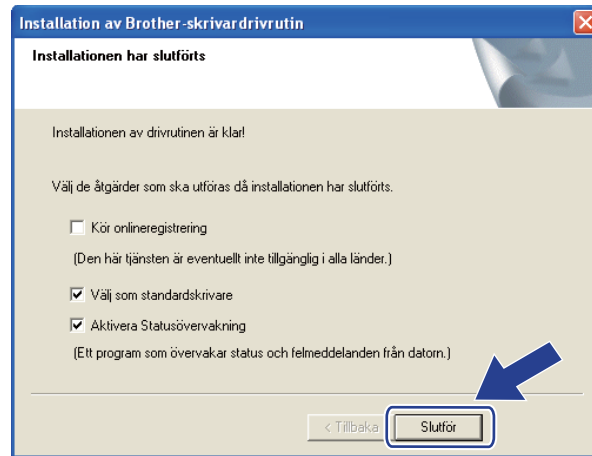 Installation av Brother-skrivardrivrutin
Installationen har slutförts
Installationen av drivrutinen är klar!
Välj de åtgärder som ska utföras då installationen har slutförts.
Kör onlineregistrering
(Den här tjänsten är eventuellt inte tillgänglig i alla länder.)
Välj som standardskrivare
Aktivera Statusövervakning
(Ett program som övervakar status och felmeddelanden från datorn.)
< Tillbaka
Slutför